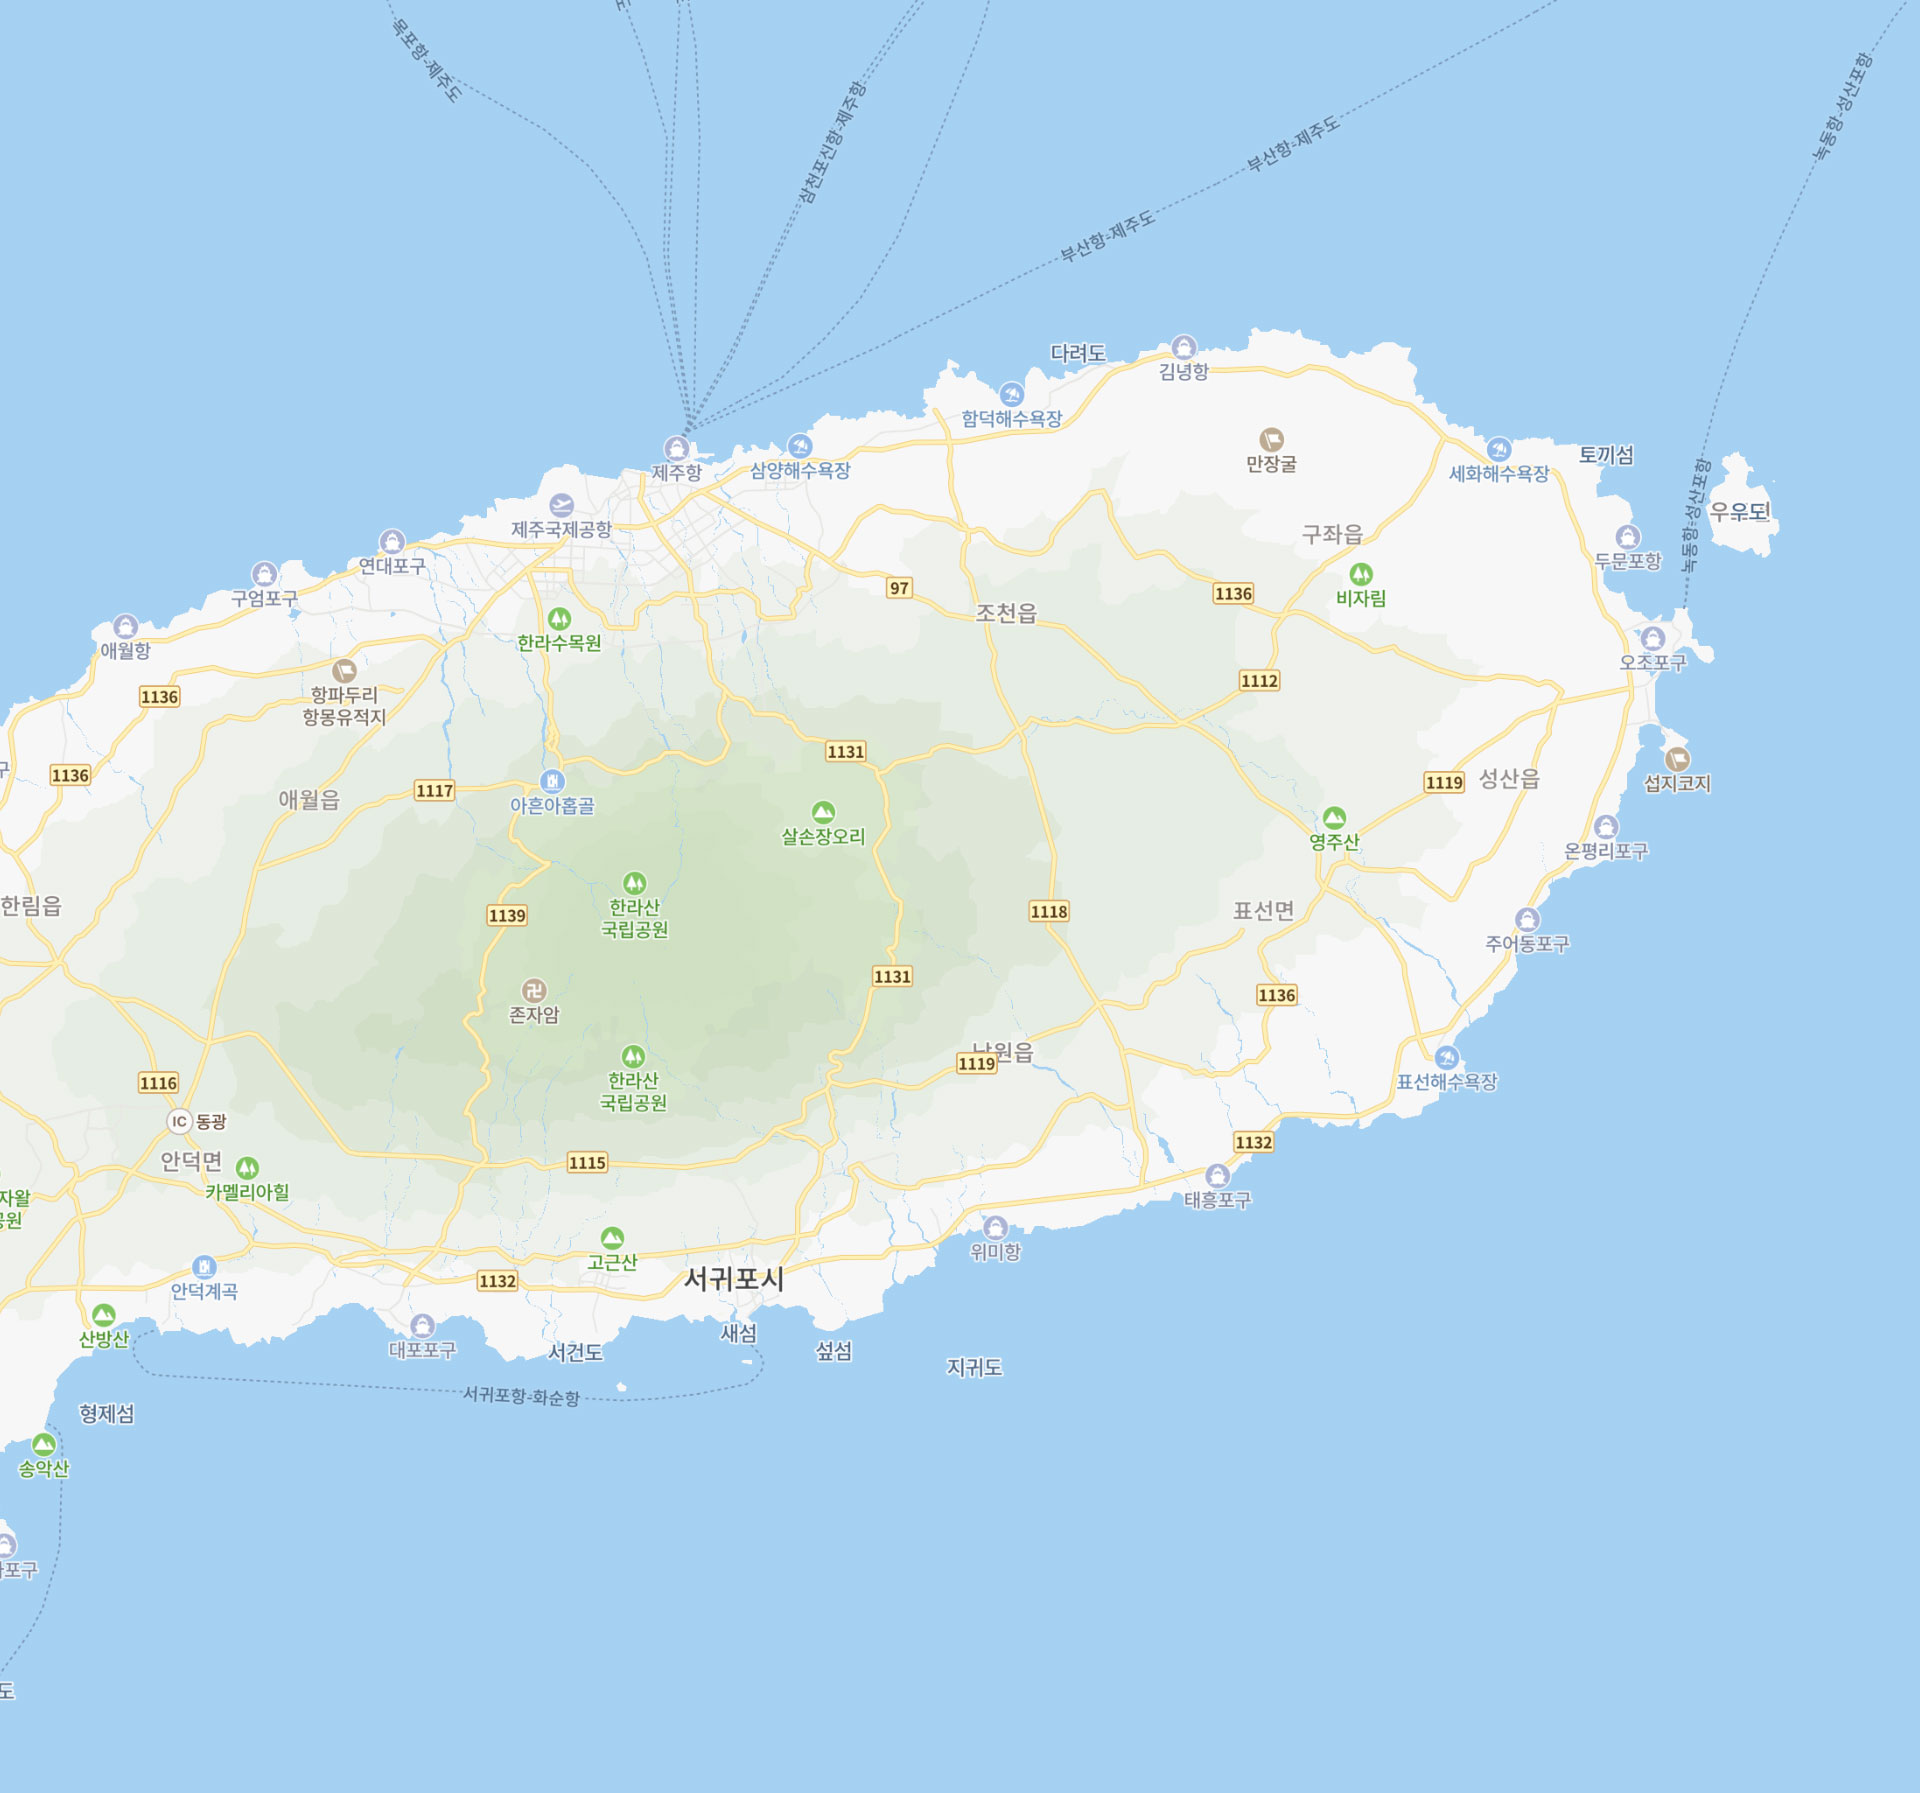 목포항-제주도
삼천포신항-제주항
부산항-제주도
부산항-제주도
녹동항-성산포항
다려도
김녕항
함덕해수욕장
제주항
삼양해수욕장
만장굴
세화해수욕장
토끼섬
녹동항-성산포항
우도
제주국제공항
구좌읍
두문포항
연대포구
구엄포구
97
1136
비자림
조천읍
한라수목원
애월항
오조포구
1136
항파두리
항몽유적지
1112
1131
1136
1117
애월읍
아흔아홉골
1119
성산읍
섭지코지
살손장오리
영주산
온평리포구
한림읍
한라산
국립공원
1139
1118
표선면
주어동포구
1131
존자암
1136
남원읍
1119
한라산
국립공원
1116
표선해수욕장
IC 동광
1132
안덕면
1115
카멜리아힐
태흥포구
고근산
위미항
안덕계곡
1132
서귀포시
산방산
대포포구
서건도
새섬
섶섬
지귀도
서귀포항-화순항
형제섬
송악산